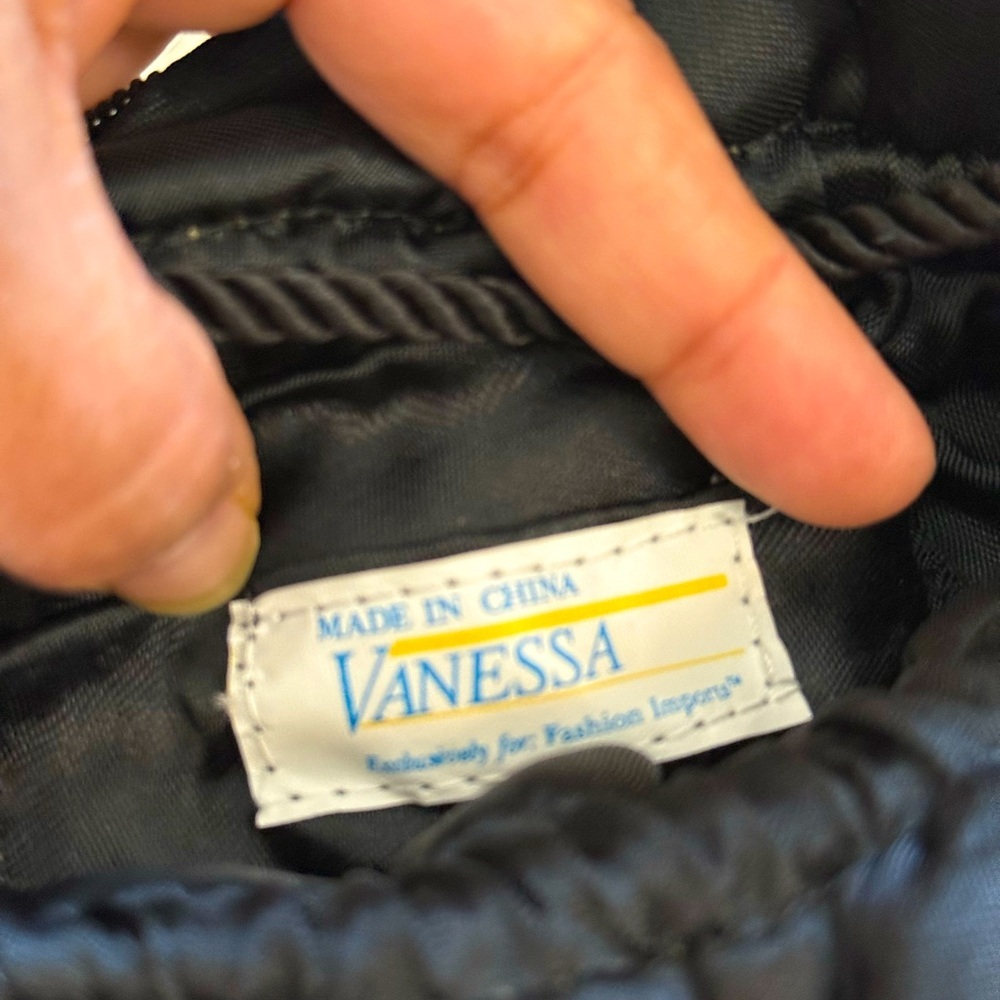 MADE IN CHINA
VANESSA
Exclusively for: Fashion Imports™